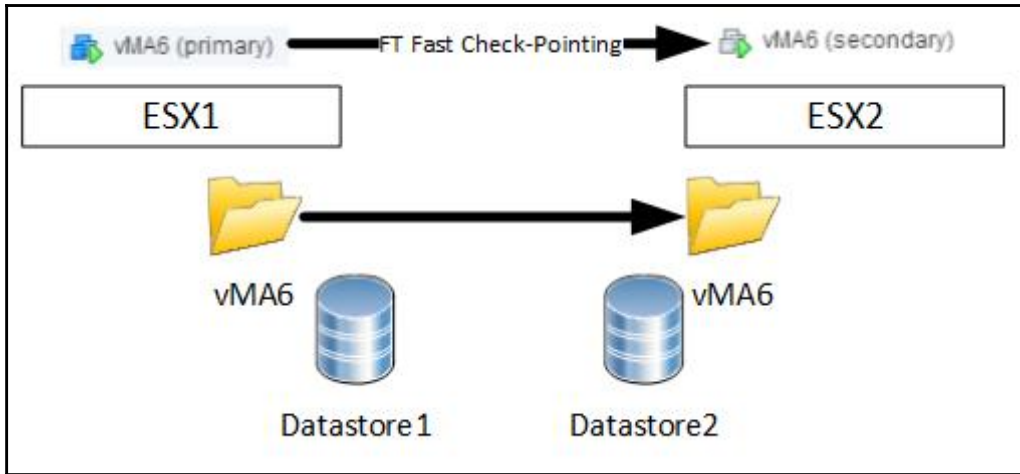 vMA6 (primary)
FT Fast Check-Pointing
vMA6 (secondary)
ESX1
ESX2
vMA6
vMA6
Datastore1
Datastore2